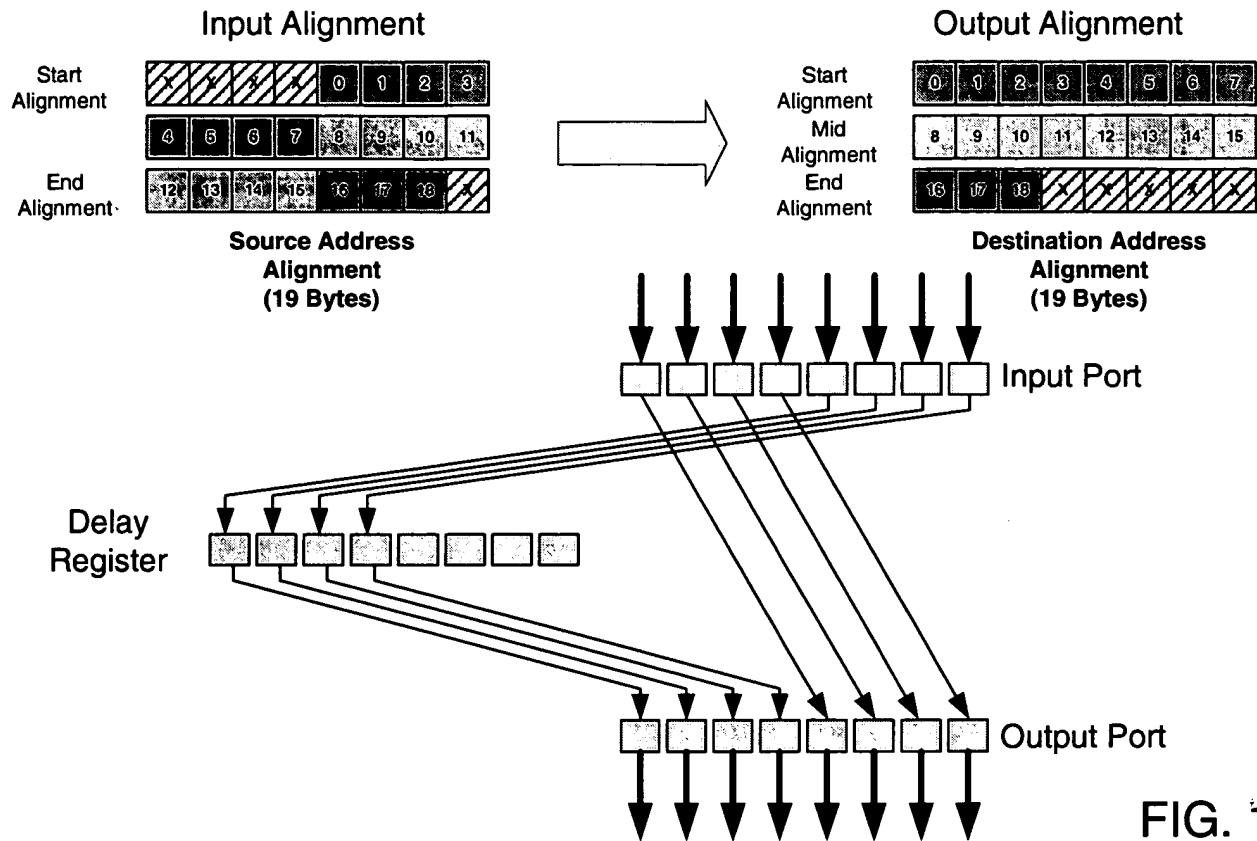 Input Alignment
Output Alignment
Start
Alignment
X X X X 0 1 2 3
4 5 6 7 8 9 10 11
End
Alignment
12 13 14 15 16 17 18 X
Source Address
Alignment
(19 Bytes)
Start
Alignment
0 1 2 3 4 5 6 7
Mid
Alignment
8 9 10 11 12 13 14 15
End
Alignment
16 17 18 X X X X X
Destination Address
Alignment
(19 Bytes)
Input Port
Delay
Register
Output Port
FIG.